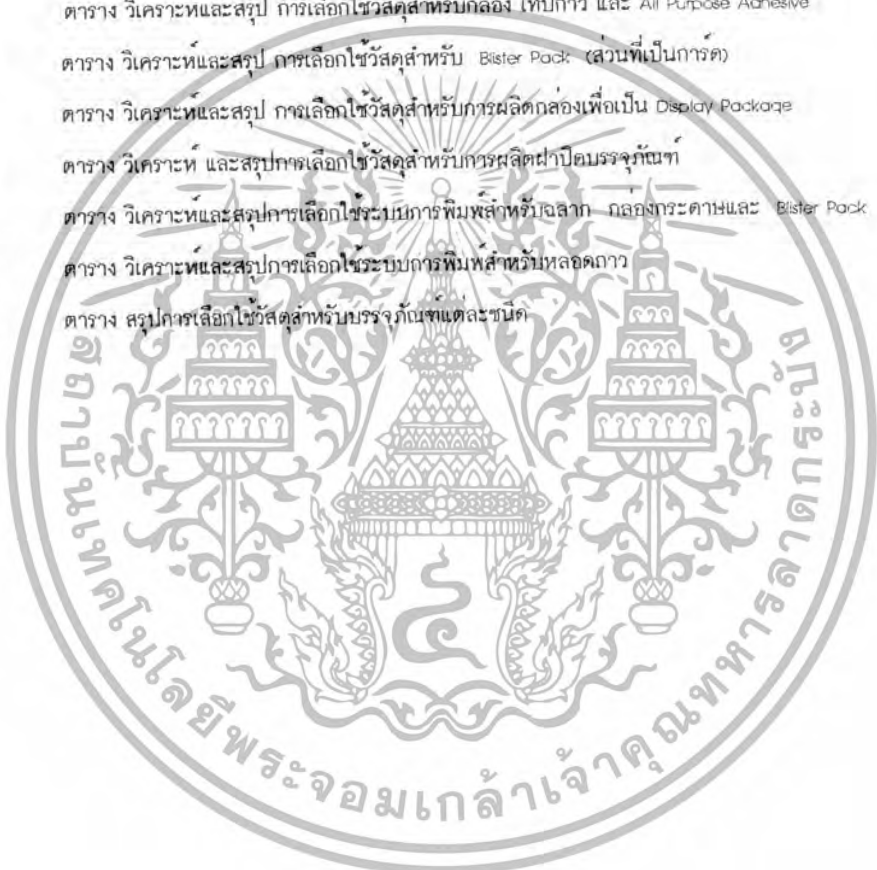 ตาราง วิเคราะห์และสรุป การเลือกใช้วัสดุสำหรับกล่อง เทปกาว และ All Purpose Adhesive
ตาราง วิเคราะห์และสรุป การเลือกใช้วัสดุสำหรับ Blister Pack (ส่วนที่เป็นการ์ด)
ตาราง วิเคราะห์และสรุป การเลือกใช้วัสดุสำหรับการผลิตกล่องเพื่อเป็น Display Package
ตาราง วิเคราะห์ และสรุปการเลือกใช้วัสดุสำหรับการผลิตฝาปิดบรรจุภัณฑ์
ตาราง วิเคราะห์และสรุปการเลือกใช้ระบบการพิมพ์สำหรับฉลาก กล่องกระดาษและ Blister Pack
ตาราง วิเคราะห์และสรุปการเลือกใช้ระบบการพิมพ์สำหรับหลอดกาว
ตาราง สรุปการเลือกใช้วัสดุสำหรับบรรจุภัณฑ์แต่ละชนิด
สถาบันเทคโนโลยีพระจอมเกล้าเจ้าคุณทหารลาดกระบัง
๔